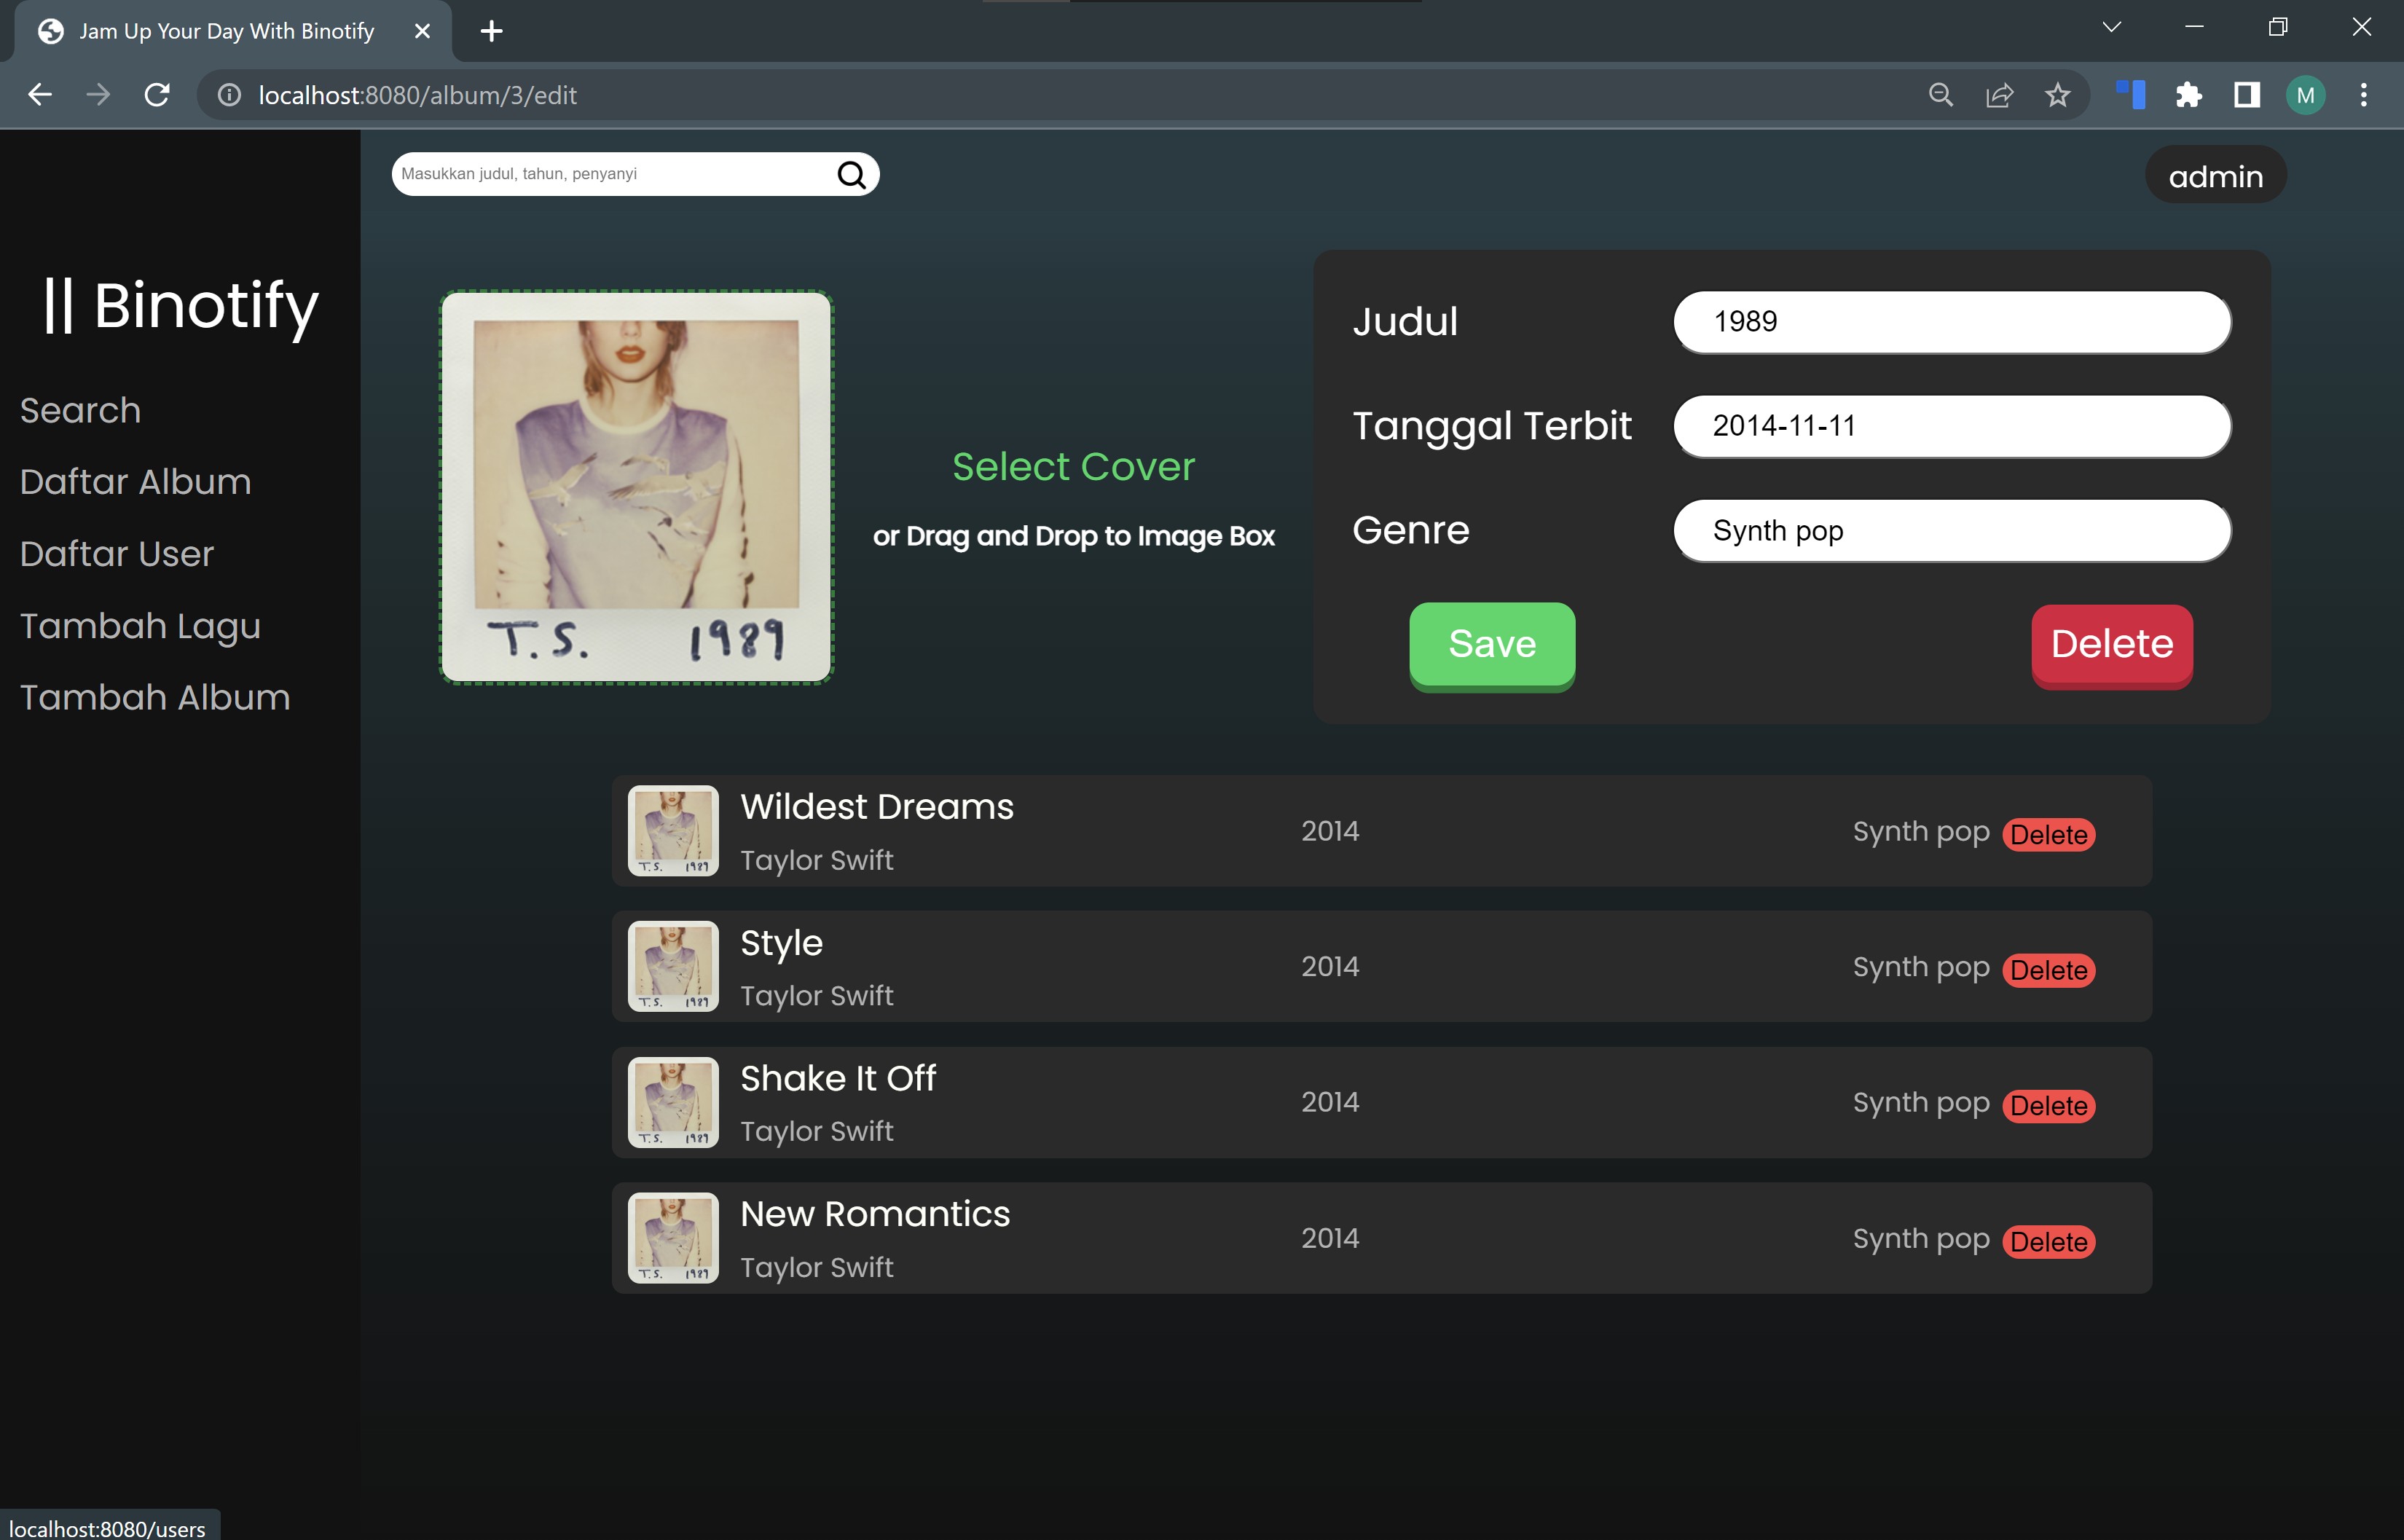 Jam Up Your Day With Binotify
localhost:8080/album/3/edit
M
Masukkan judul, tahun, penyanyi
admin
|| Binotify
Search
Daftar Album
Daftar User
Tambah Lagu
Tambah Album
T.S. 1989
Select Cover
or Drag and Drop to Image Box
Judul 1989
Tanggal Terbit 2014-11-11
Genre Synth pop
Save Delete
T.S. 1989
Wildest Dreams
Taylor Swift
2014
Synth pop Delete
T.S. 1989
Style
Taylor Swift
2014
Synth pop Delete
T.S. 1989
Shake It Off
Taylor Swift
2014
Synth pop Delete
T.S. 1989
New Romantics
Taylor Swift
2014
Synth pop Delete
localhost:8080/users